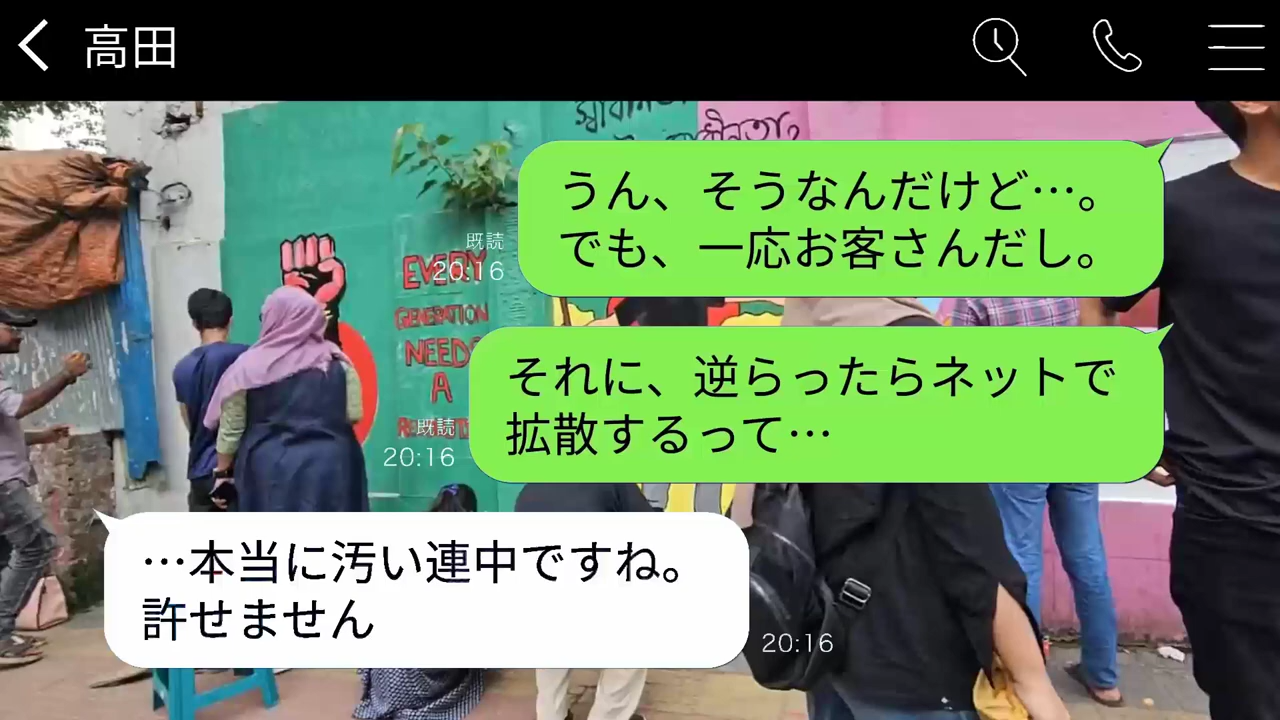 高田
স্বাধীনতা
うん、そうなんだけど…。
でも、一応お客さんだし。
既読
20:16
EVERY
GENERATION
NEEDS
A
それに、逆らったらネットで
拡散するって…
既読
20:16
…本当に汚い連中ですね。
許せません
20:16